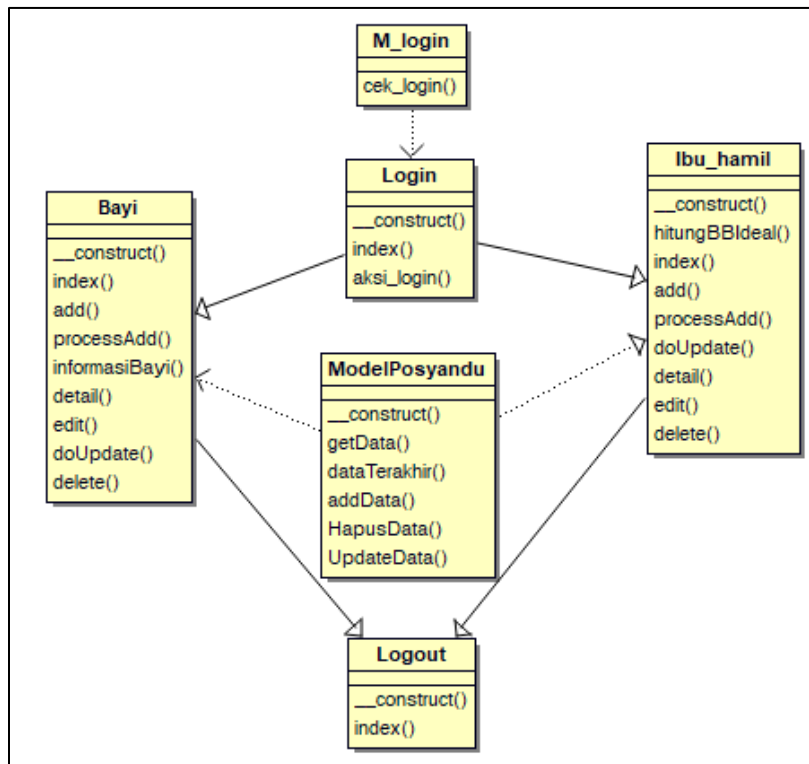 M_login
cek_login()
Login
__construct()
index()
aksi_login()
Bayi
__construct()
index()
add()
processAdd()
informasiBayi()
detail()
edit()
doUpdate()
delete()
Ibu_hamil
__construct()
hitungBBIdeal()
index()
add()
processAdd()
doUpdate()
detail()
edit()
delete()
ModelPosyandu
__construct()
getData()
dataTerakhir()
addData()
HapusData()
UpdateData()
Logout
__construct()
index()